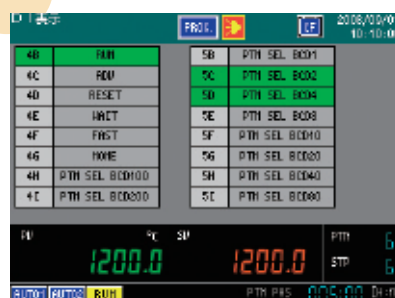 DI表示 PROG. CF 2008/00/0
10:10:0
4B RUN 5B PTN SEL BCD1
4C ADV 5C PTN SEL BCD2
4D RESET 5D PTN SEL BCD4
4E WAIT 5E PTN SEL BCD8
4F FAST 5F PTN SEL BCD10
4G HOME 5G PTN SEL BCD20
4H PTN SEL BCD100 5H PTN SEL BCD40
4I PTN SEL BCD200 5I PTN SEL BCD80
PV ℃ SV PTN 6
1200.0 1200.0 STP 6
AUTO1 AUTO2 RUN PTN PAS 005:00